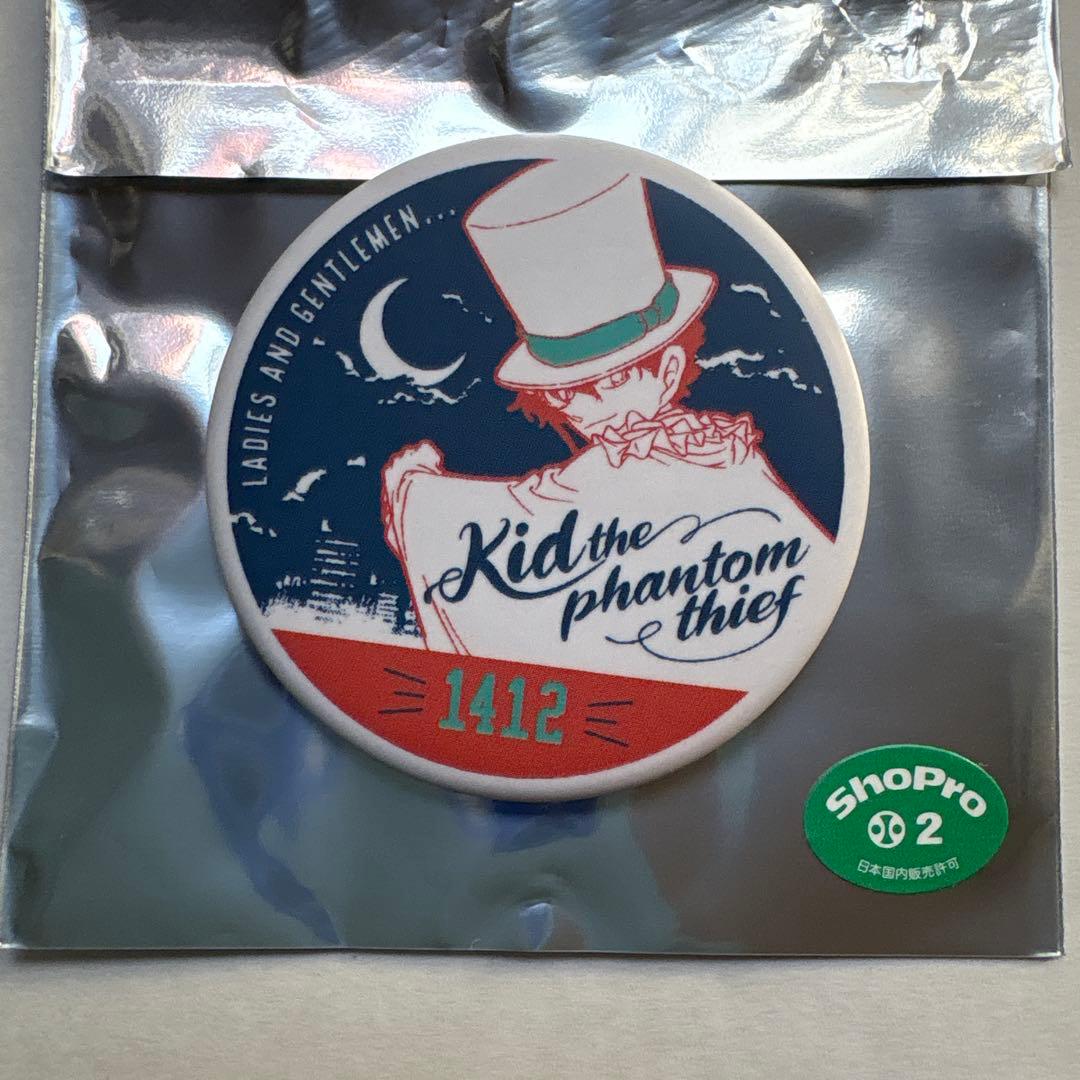 LADIES AND GENTLEMEN...
Kid the
phantom
thief
1412
ShoPro
2
日本国内販売許可